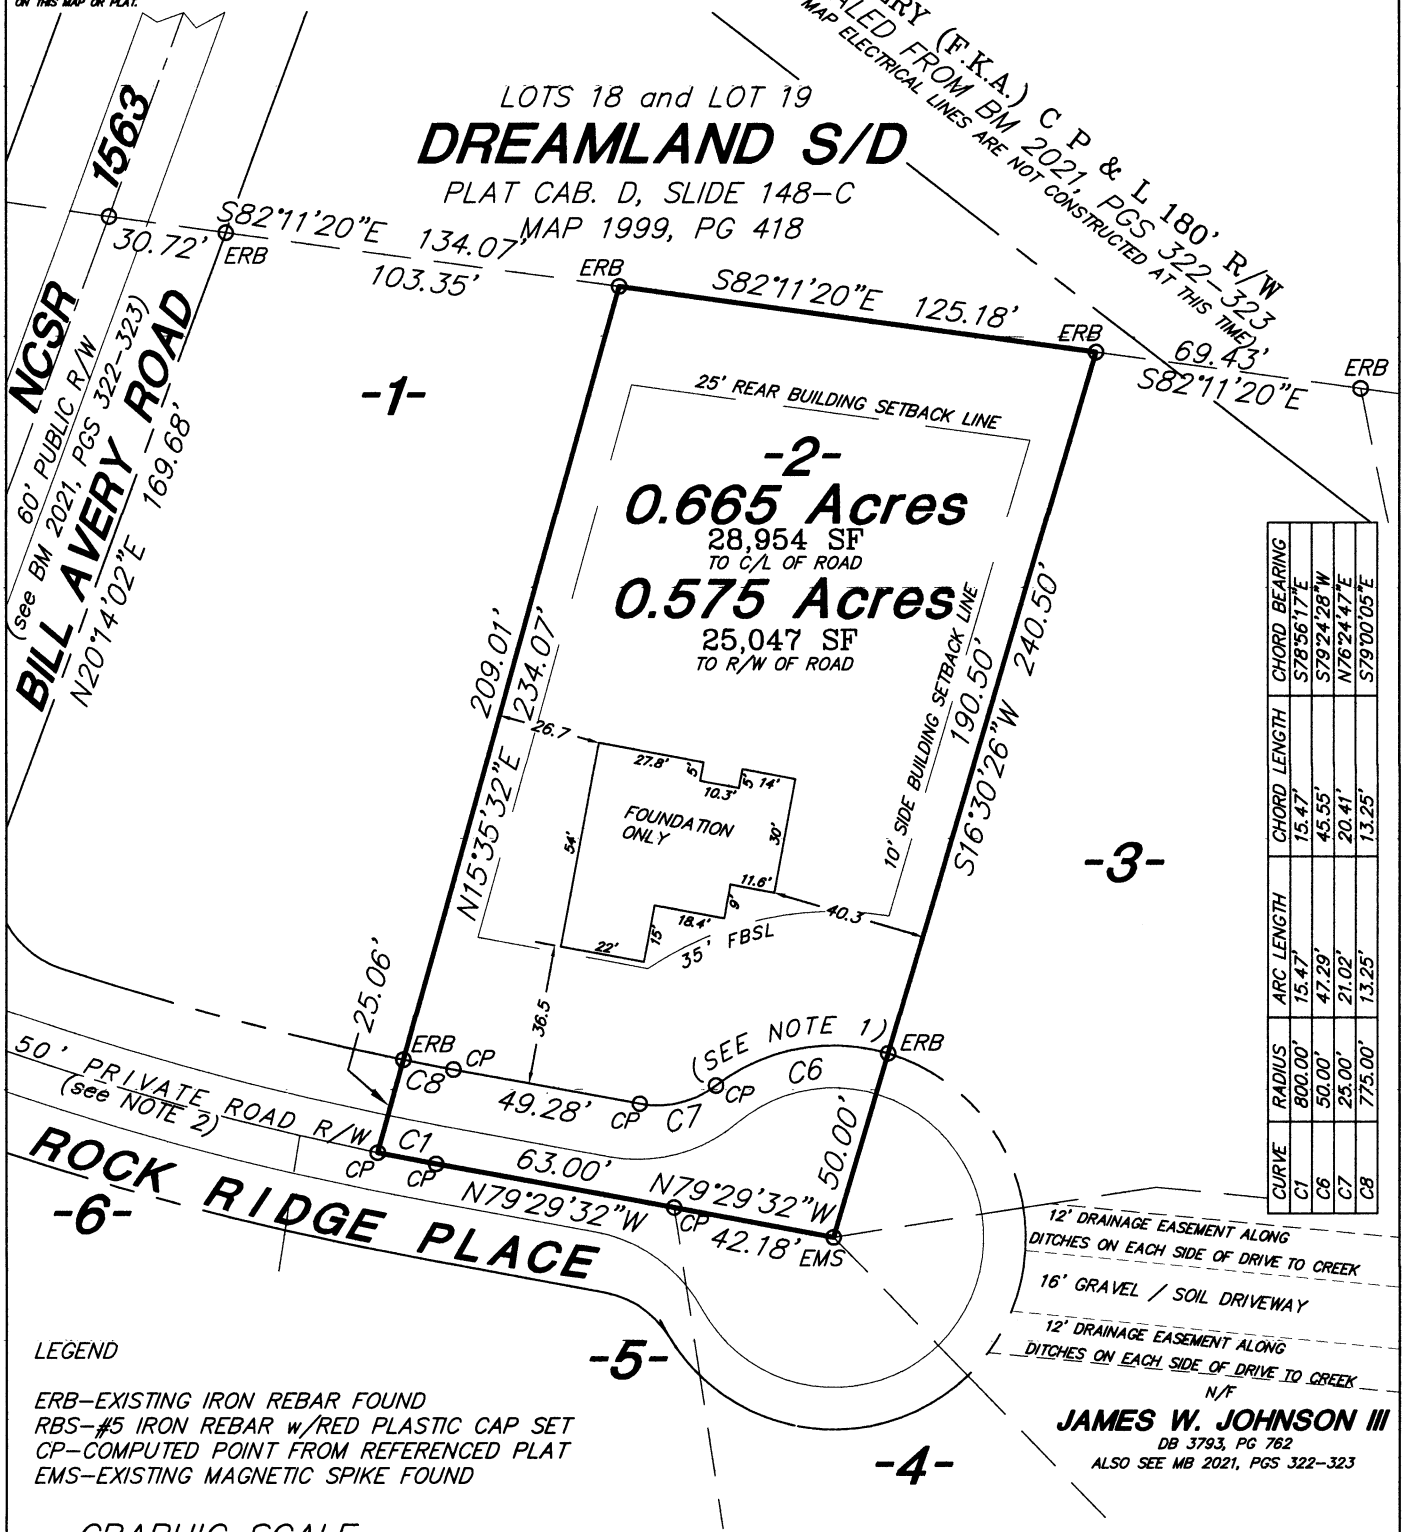 ON THIS MAP OR PLAT.
ERY (F.K.A.) C P & L 180' R/W
ALED FROM BM 2021, PGS 322-323
MAP ELECTRICAL LINES ARE NOT CONSTRUCTED AT THIS TIME)
LOTS 18 and LOT 19
DREAMLAND S/D
PLAT CAB. D, SLIDE 148-C
MAP 1999, PG 418
NCSR 1563
60' PUBLIC R/W
(see BM 2021, PGS 322-323)
BILL AVERY ROAD
N20°14'02"E 169.68'
30.72'
ERB
S82°11'20"E 134.07'
103.35'
ERB
S82°11'20"E 125.18'
ERB
69.43'
S82°11'20"E
ERB
-1-
25' REAR BUILDING SETBACK LINE
-2-
0.665 Acres
28,954 SF
TO C/L OF ROAD
0.575 Acres
25,047 SF
TO R/W OF ROAD
209.01'
234.07'
N15°35'32"E
10' SIDE BUILDING SETBACK LINE
190.50'
240.50'
S16°30'26"W
26.7
27.8'
5'
10.3'
5'
14'
FOUNDATION
ONLY
54'
30'
11.6'
9'
18.4'
15'
22'
40.3
35' FBSL
36.5
-3-
CURVE RADIUS ARC LENGTH CHORD LENGTH CHORD BEARING
C1 800.00' 15.47' 15.47' S78°56'17"E
C6 50.00' 47.29' 45.55' S79°24'28"W
C7 25.00' 21.02' 20.41' N76°24'47"E
C8 775.00' 13.25' 13.25' S79°00'05"E
25.06'
ERB
C8
CP
49.28'
CP
C7
CP
(SEE NOTE 1)
C6
ERB
50.00'
50' PRIVATE ROAD R/W
(see NOTE 2)
CP
C1
CP
63.00'
N79°29'32"W
N79°29'32"W
CP
42.18'
EMS
ROCK RIDGE PLACE
-6-
12' DRAINAGE EASEMENT ALONG
DITCHES ON EACH SIDE OF DRIVE TO CREEK
16' GRAVEL / SOIL DRIVEWAY
12' DRAINAGE EASEMENT ALONG
DITCHES ON EACH SIDE OF DRIVE TO CREEK
N/F
JAMES W. JOHNSON III
DB 3793, PG 762
ALSO SEE MB 2021, PGS 322-323
-5-
-4-
LEGEND
ERB-EXISTING IRON REBAR FOUND
RBS-#5 IRON REBAR w/RED PLASTIC CAP SET
CP-COMPUTED POINT FROM REFERENCED PLAT
EMS-EXISTING MAGNETIC SPIKE FOUND
GRAPHIC SCALE